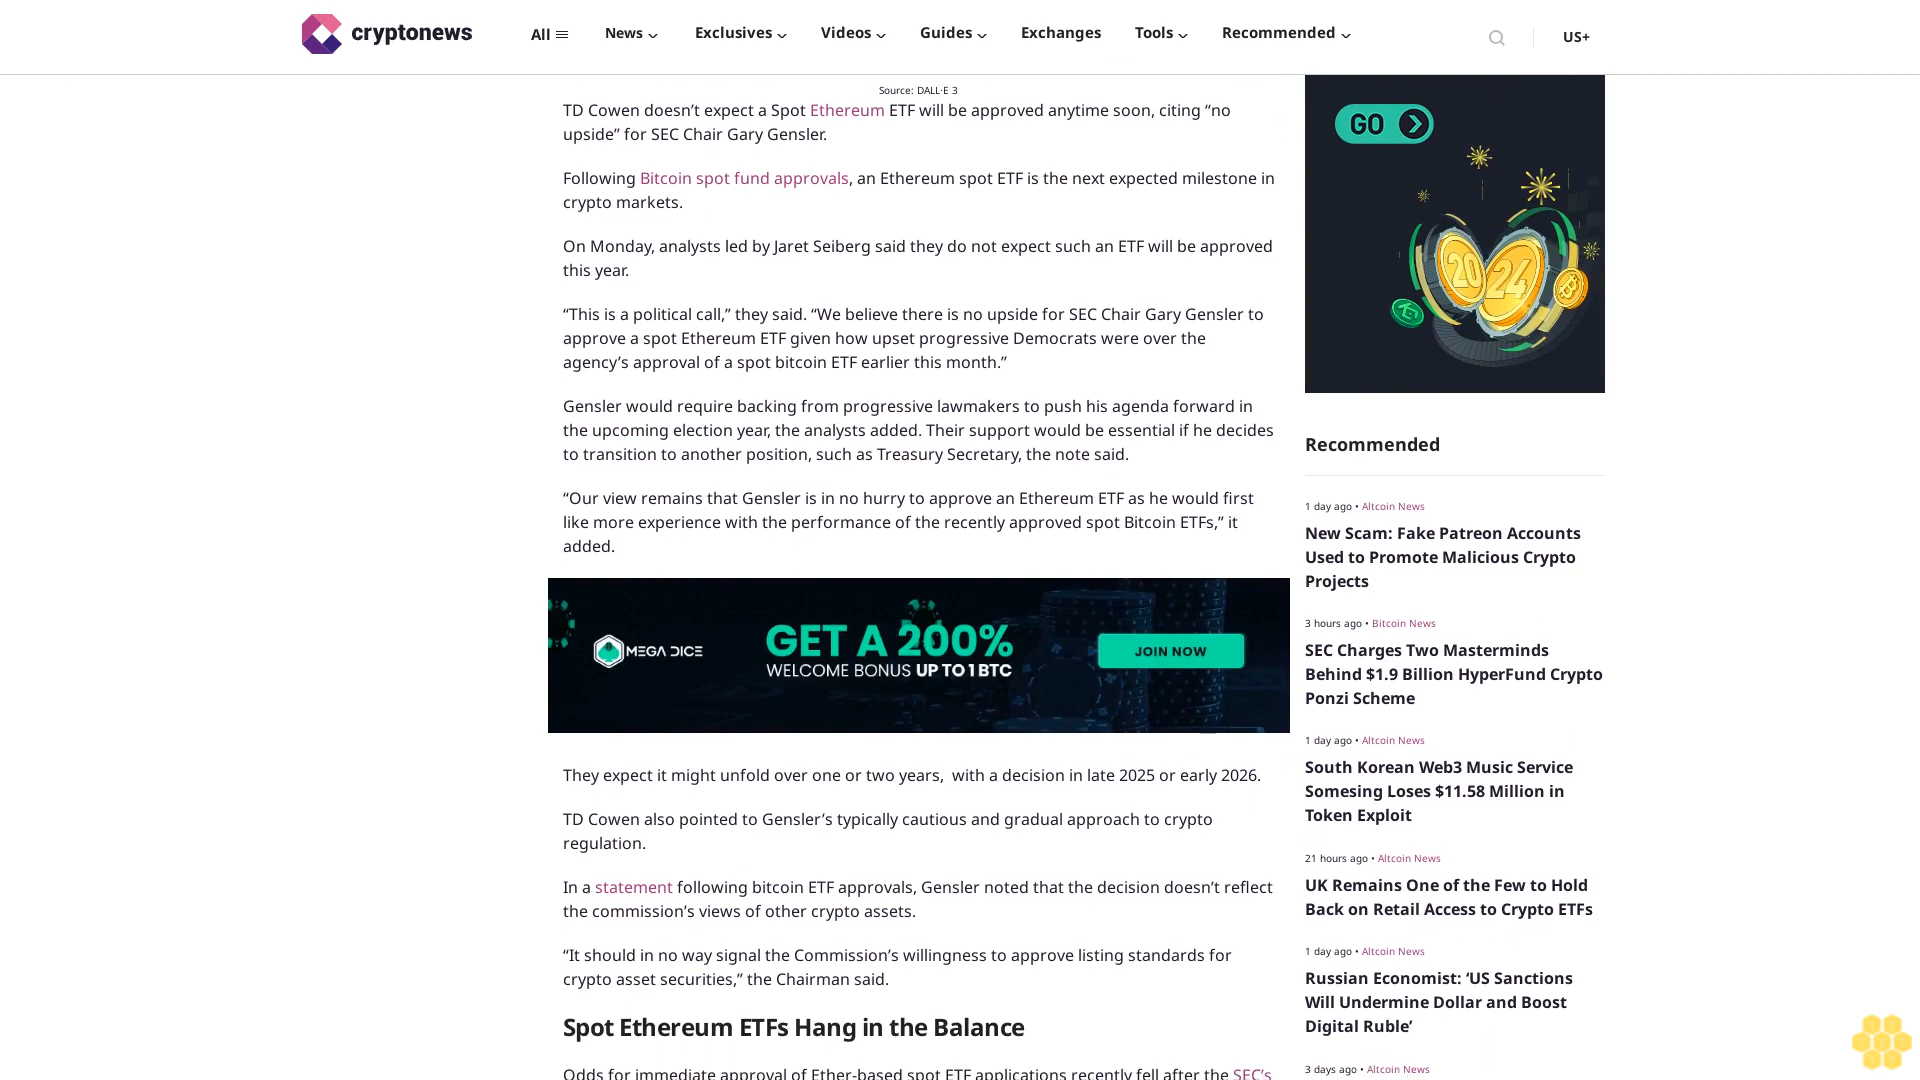 cryptonews
All
News
Exclusives
Videos
Guides
Exchanges
Tools
Recommended
US+
Source: DALL·E 3
TD Cowen doesn’t expect a Spot Ethereum ETF will be approved anytime soon, citing “no
upside” for SEC Chair Gary Gensler.
Following Bitcoin spot fund approvals, an Ethereum spot ETF is the next expected milestone in
crypto markets.
On Monday, analysts led by Jaret Seiberg said they do not expect such an ETF will be approved
this year.
“This is a political call,” they said. “We believe there is no upside for SEC Chair Gary Gensler to
approve a spot Ethereum ETF given how upset progressive Democrats were over the
agency’s approval of a spot bitcoin ETF earlier this month.”
Gensler would require backing from progressive lawmakers to push his agenda forward in
the upcoming election year, the analysts added. Their support would be essential if he decides
to transition to another position, such as Treasury Secretary, the note said.
“Our view remains that Gensler is in no hurry to approve an Ethereum ETF as he would first
like more experience with the performance of the recently approved spot Bitcoin ETFs,” it
added.
MEGA DICE
GET A 200%
WELCOME BONUS UP TO 1 BTC
JOIN NOW
They expect it might unfold over one or two years,  with a decision in late 2025 or early 2026.
TD Cowen also pointed to Gensler’s typically cautious and gradual approach to crypto
regulation.
In a statement following bitcoin ETF approvals, Gensler noted that the decision doesn’t reflect
the commission’s views of other crypto assets.
“It should in no way signal the Commission’s willingness to approve listing standards for
crypto asset securities,” the Chairman said.
Spot Ethereum ETFs Hang in the Balance
Odds for immediate approval of Ether-based spot ETF applications recently fell after the SEC’s
GO
20
24
Recommended
1 day ago • Altcoin News
New Scam: Fake Patreon Accounts
Used to Promote Malicious Crypto
Projects
3 hours ago • Bitcoin News
SEC Charges Two Masterminds
Behind $1.9 Billion HyperFund Crypto
Ponzi Scheme
1 day ago • Altcoin News
South Korean Web3 Music Service
Somesing Loses $11.58 Million in
Token Exploit
21 hours ago • Altcoin News
UK Remains One of the Few to Hold
Back on Retail Access to Crypto ETFs
1 day ago • Altcoin News
Russian Economist: ‘US Sanctions
Will Undermine Dollar and Boost
Digital Ruble’
3 days ago • Altcoin News